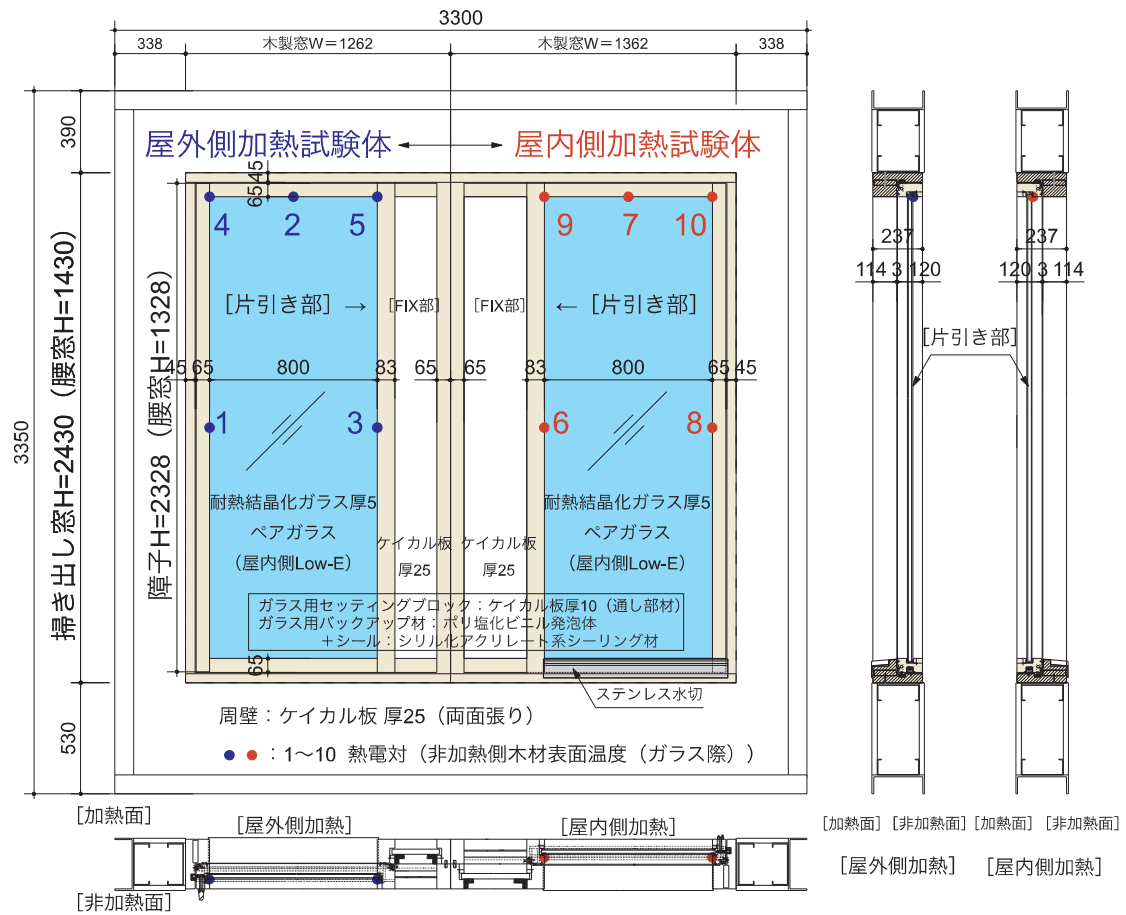 3300
338
木製窓W＝1262
木製窓W＝1362
338
3350
390
掃き出し窓H=2430（腰窓H=1430）
530
障子H=2328（腰窓H=1328）
屋外側加熱試験体
屋内側加熱試験体
45
65
4 2 5
9 7 10
［片引き部］→
［FIX部］
［FIX部］
←［片引き部］
45 65 800 83 65 65 83 800 65 45
1 3
6 8
耐熱結晶化ガラス厚5
ペアガラス
（屋内側Low-E）
ケイカル板
厚25
ケイカル板
厚25
耐熱結晶化ガラス厚5
ペアガラス
（屋内側Low-E）
ガラス用セッティングブロック：ケイカル板厚10（通し部材）
ガラス用バックアップ材：ポリ塩化ビニル発泡体
＋シール：シリル化アクリレート系シーリング材
65
ステンレス水切
周壁：ケイカル板 厚25（両面張り）
：1〜10 熱電対（非加熱側木材表面温度（ガラス際））
237
114 3 120
237
120 3 114
［片引き部］
［加熱面］ ［非加熱面］
［屋外側加熱］
［加熱面］ ［非加熱面］
［屋内側加熱］
［加熱面］
［屋外側加熱］
［屋内側加熱］
［非加熱面］